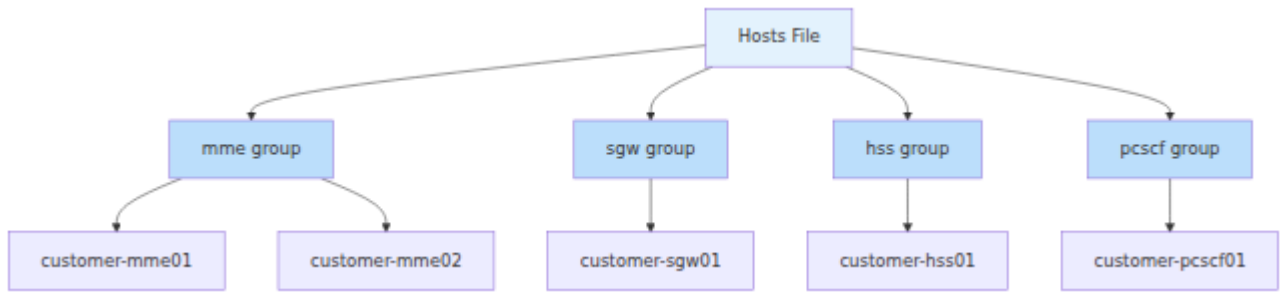 Hosts File
mme group
sgw group
hss group
pcscf group
customer-mme01
customer-mme02
customer-sgw01
customer-hss01
customer-pcscf01